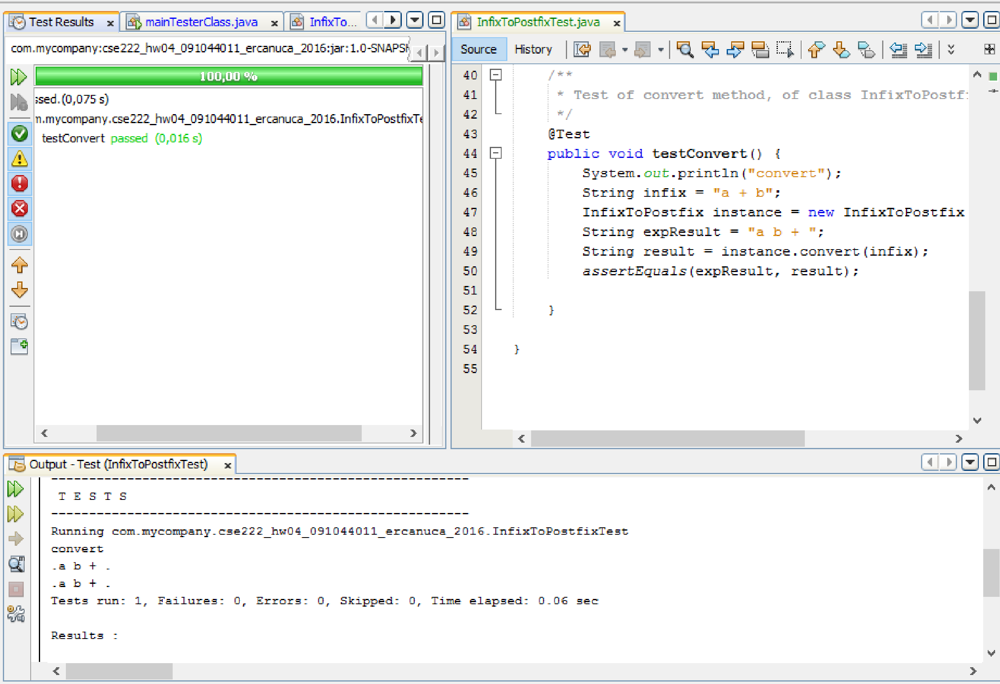 Test Results
mainTesterClass.java
InfixTo...
com.mycompany:cse222_hw04_091044011_ercanuca_2016:jar:1.0-SNAPSH
100,00 %
ssed.(0,075 s)
m.mycompany.cse222_hw04_091044011_ercanuca_2016.InfixToPostfixTe
testConvert passed (0,016 s)
InfixToPostfixTest.java
Source History
40 /**
41 * Test of convert method, of class InfixToPostfi
42 */
43 @Test
44 public void testConvert() {
45 System.out.println("convert");
46 String infix = "a + b";
47 InfixToPostfix instance = new InfixToPostfix
48 String expResult = "a b + ";
49 String result = instance.convert(infix);
50 assertEquals(expResult, result);
51
52 }
53
54 }
55
Output - Test (InfixToPostfixTest)
-------------------------------------------------------
T E S T S
-------------------------------------------------------
Running com.mycompany.cse222_hw04_091044011_ercanuca_2016.InfixToPostfixTest
convert
.a b + .
.a b + .
Tests run: 1, Failures: 0, Errors: 0, Skipped: 0, Time elapsed: 0.06 sec
Results :